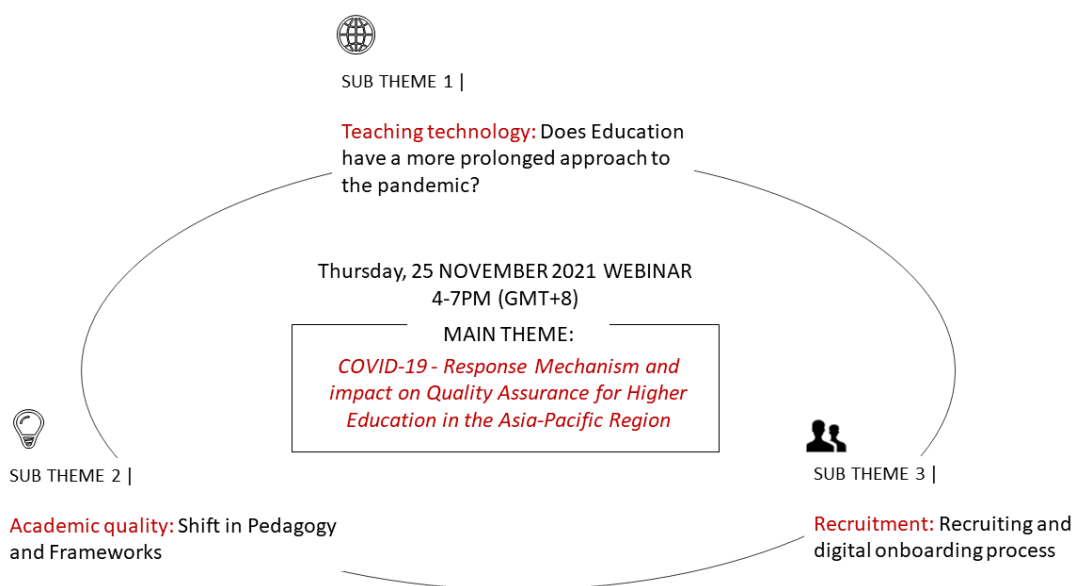 SUB THEME 1 |
Teaching technology: Does Education
have a more prolonged approach to
the pandemic?
Thursday, 25 NOVEMBER 2021 WEBINAR
4-7PM (GMT+8)
MAIN THEME:
COVID-19 - Response Mechanism and
impact on Quality Assurance for Higher
Education in the Asia-Pacific Region
SUB THEME 2 |
Academic quality: Shift in Pedagogy
and Frameworks
SUB THEME 3 |
Recruitment: Recruiting and
digital onboarding process